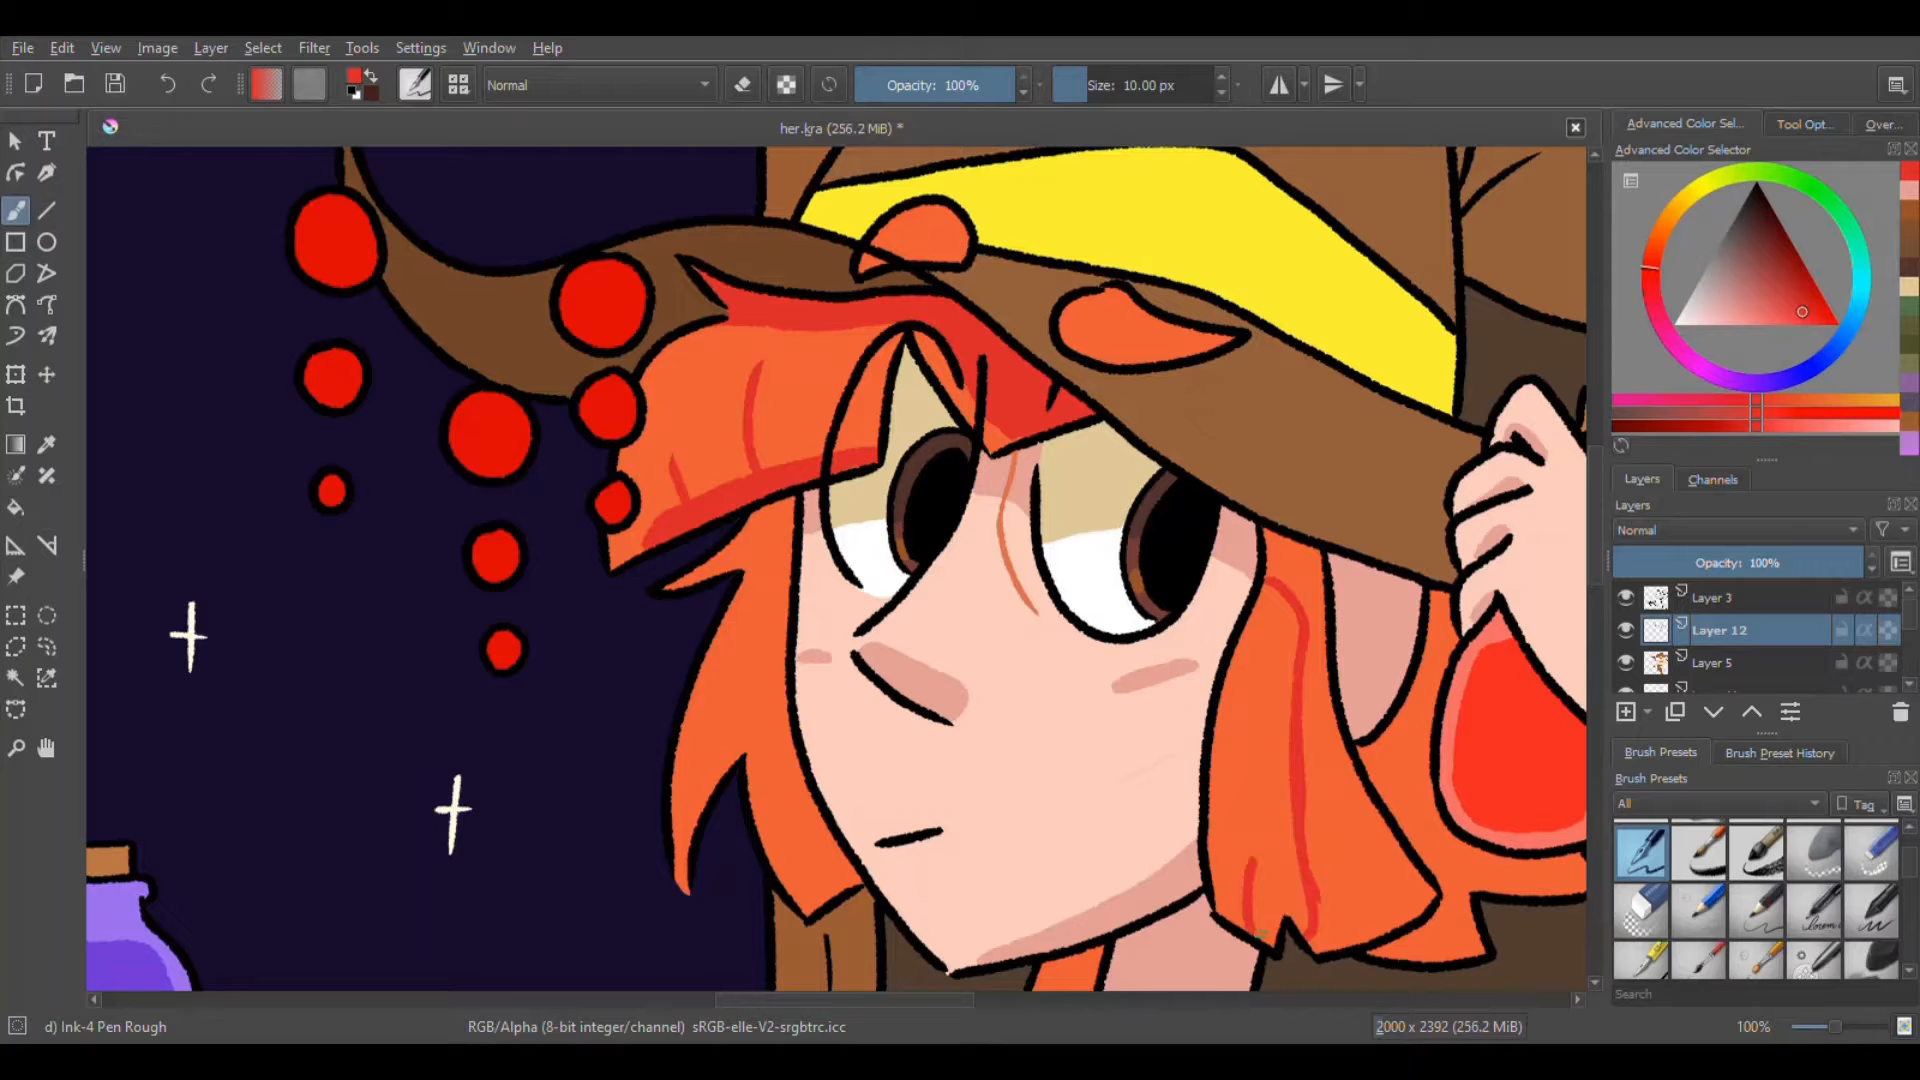 File Edit View Image Layer Select Filter Tools Settings Window Help
Normal Opacity: 100% Size: 10.00 px
her.kra (256.2 MiB) *
Advanced Color Sel... Tool Opt... Over...
Advanced Color Selector
Layers Channels
Layers
Normal
Opacity: 100%
Layer 3
Layer 12
Layer 5
Brush Presets Brush Preset History
Brush Presets
All Tag
Search
d) Ink-4 Pen Rough RGB/Alpha (8-bit integer/channel) sRGB-elle-V2-srgbtrc.icc 2000 x 2392 (256.2 MiB) 100%